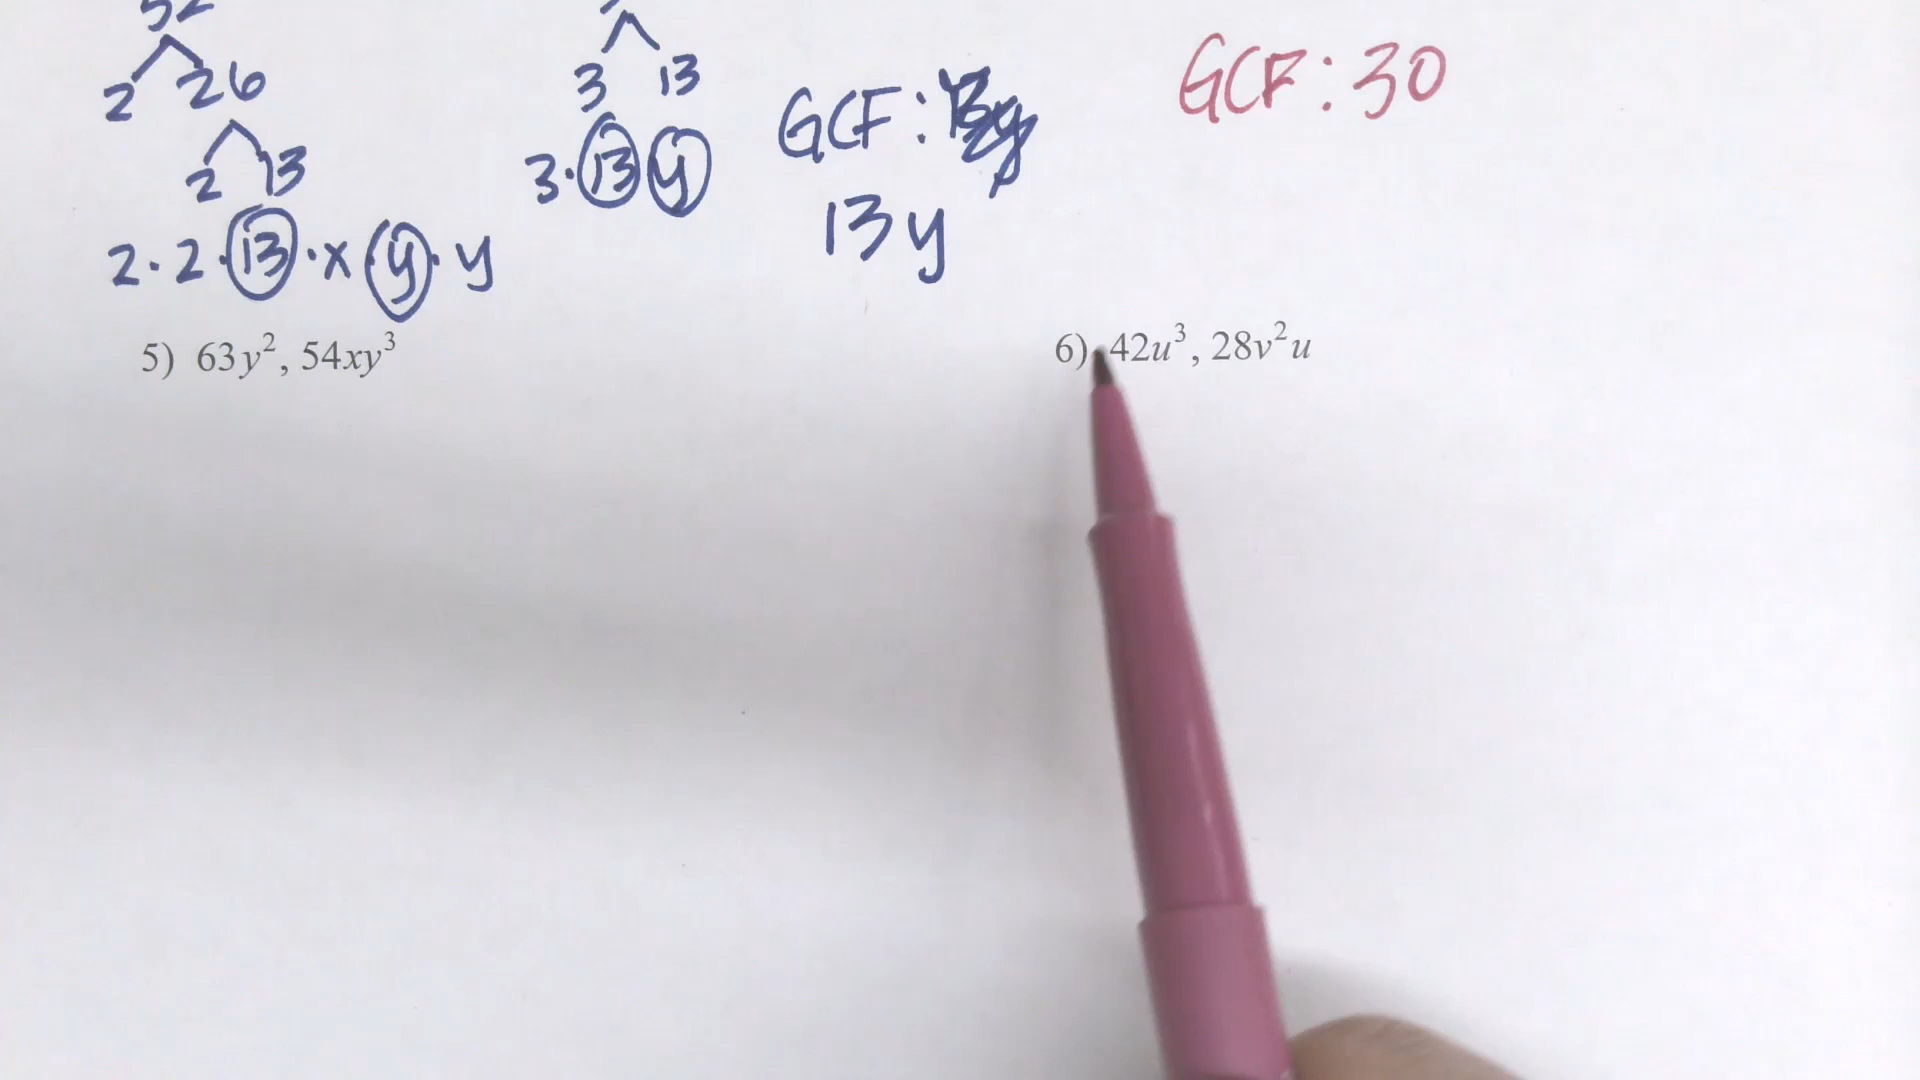 52
2 26
2 13
2 · 2 · 13 · x · y · y
3 13
3 · 13 y
GCF:
13y
GCF: 30
5) 63y², 54xy³
6) 42u³, 28v²u